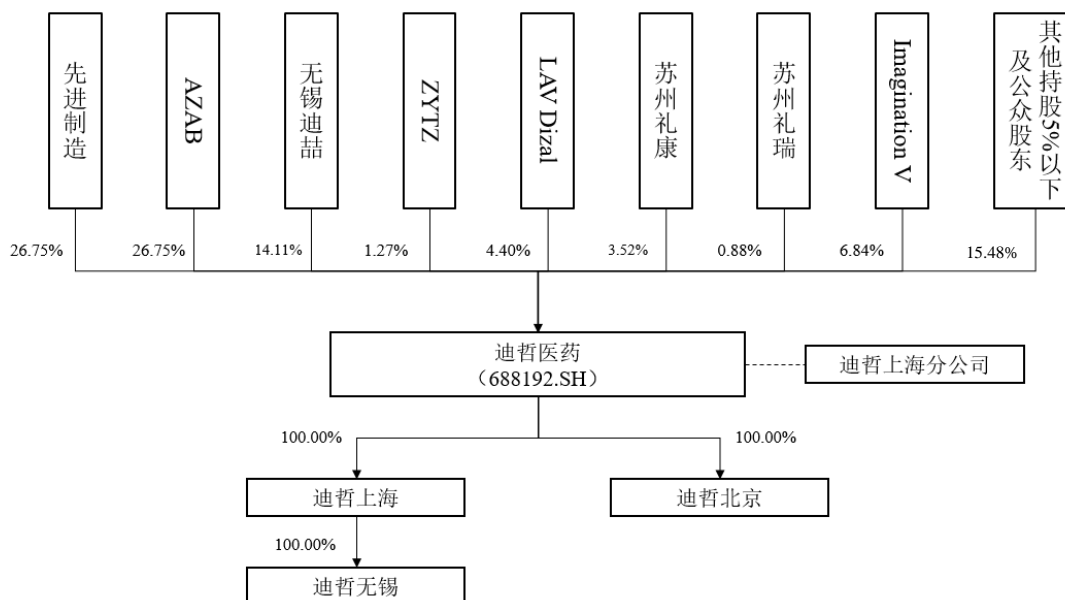 先进制造
AZAB
无锡迪喆
ZYTZ
LAV Dizal
苏州礼康
苏州礼瑞
Imagination V
其他持股5%以下
及公众股东
26.75%
26.75%
14.11%
1.27%
4.40%
3.52%
0.88%
6.84%
15.48%
迪哲医药
（688192.SH）
迪哲上海分公司
100.00%
100.00%
迪哲上海
迪哲北京
100.00%
迪哲无锡